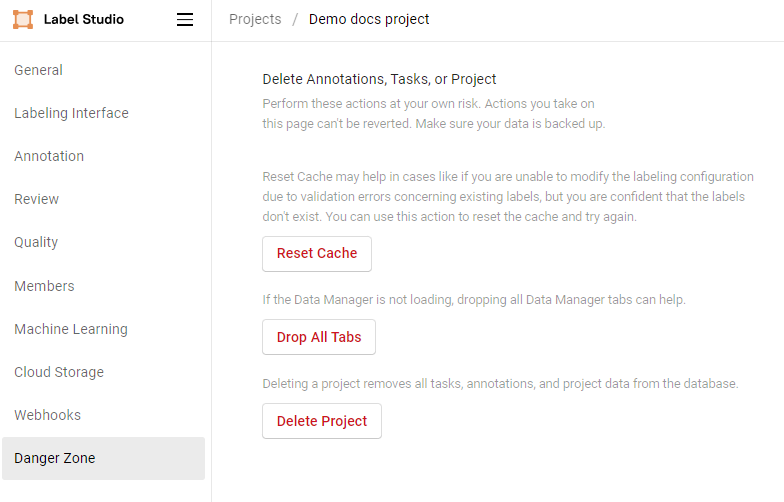 Label Studio
Projects / Demo docs project
General
Labeling Interface
Annotation
Review
Quality
Members
Machine Learning
Cloud Storage
Webhooks
Danger Zone
Delete Annotations, Tasks, or Project
Perform these actions at your own risk. Actions you take on
this page can't be reverted. Make sure your data is backed up.
Reset Cache may help in cases like if you are unable to modify the labeling configuration
due to validation errors concerning existing labels, but you are confident that the labels
don't exist. You can use this action to reset the cache and try again.
Reset Cache
If the Data Manager is not loading, dropping all Data Manager tabs can help.
Drop All Tabs
Deleting a project removes all tasks, annotations, and project data from the database.
Delete Project